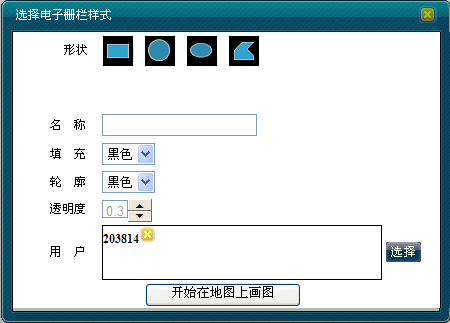 选择电子栅栏样式
形状
名 称
填 充 黑色
轮 廓 黑色
透明度 0.3
203814
用 户 选择
开始在地图上画图